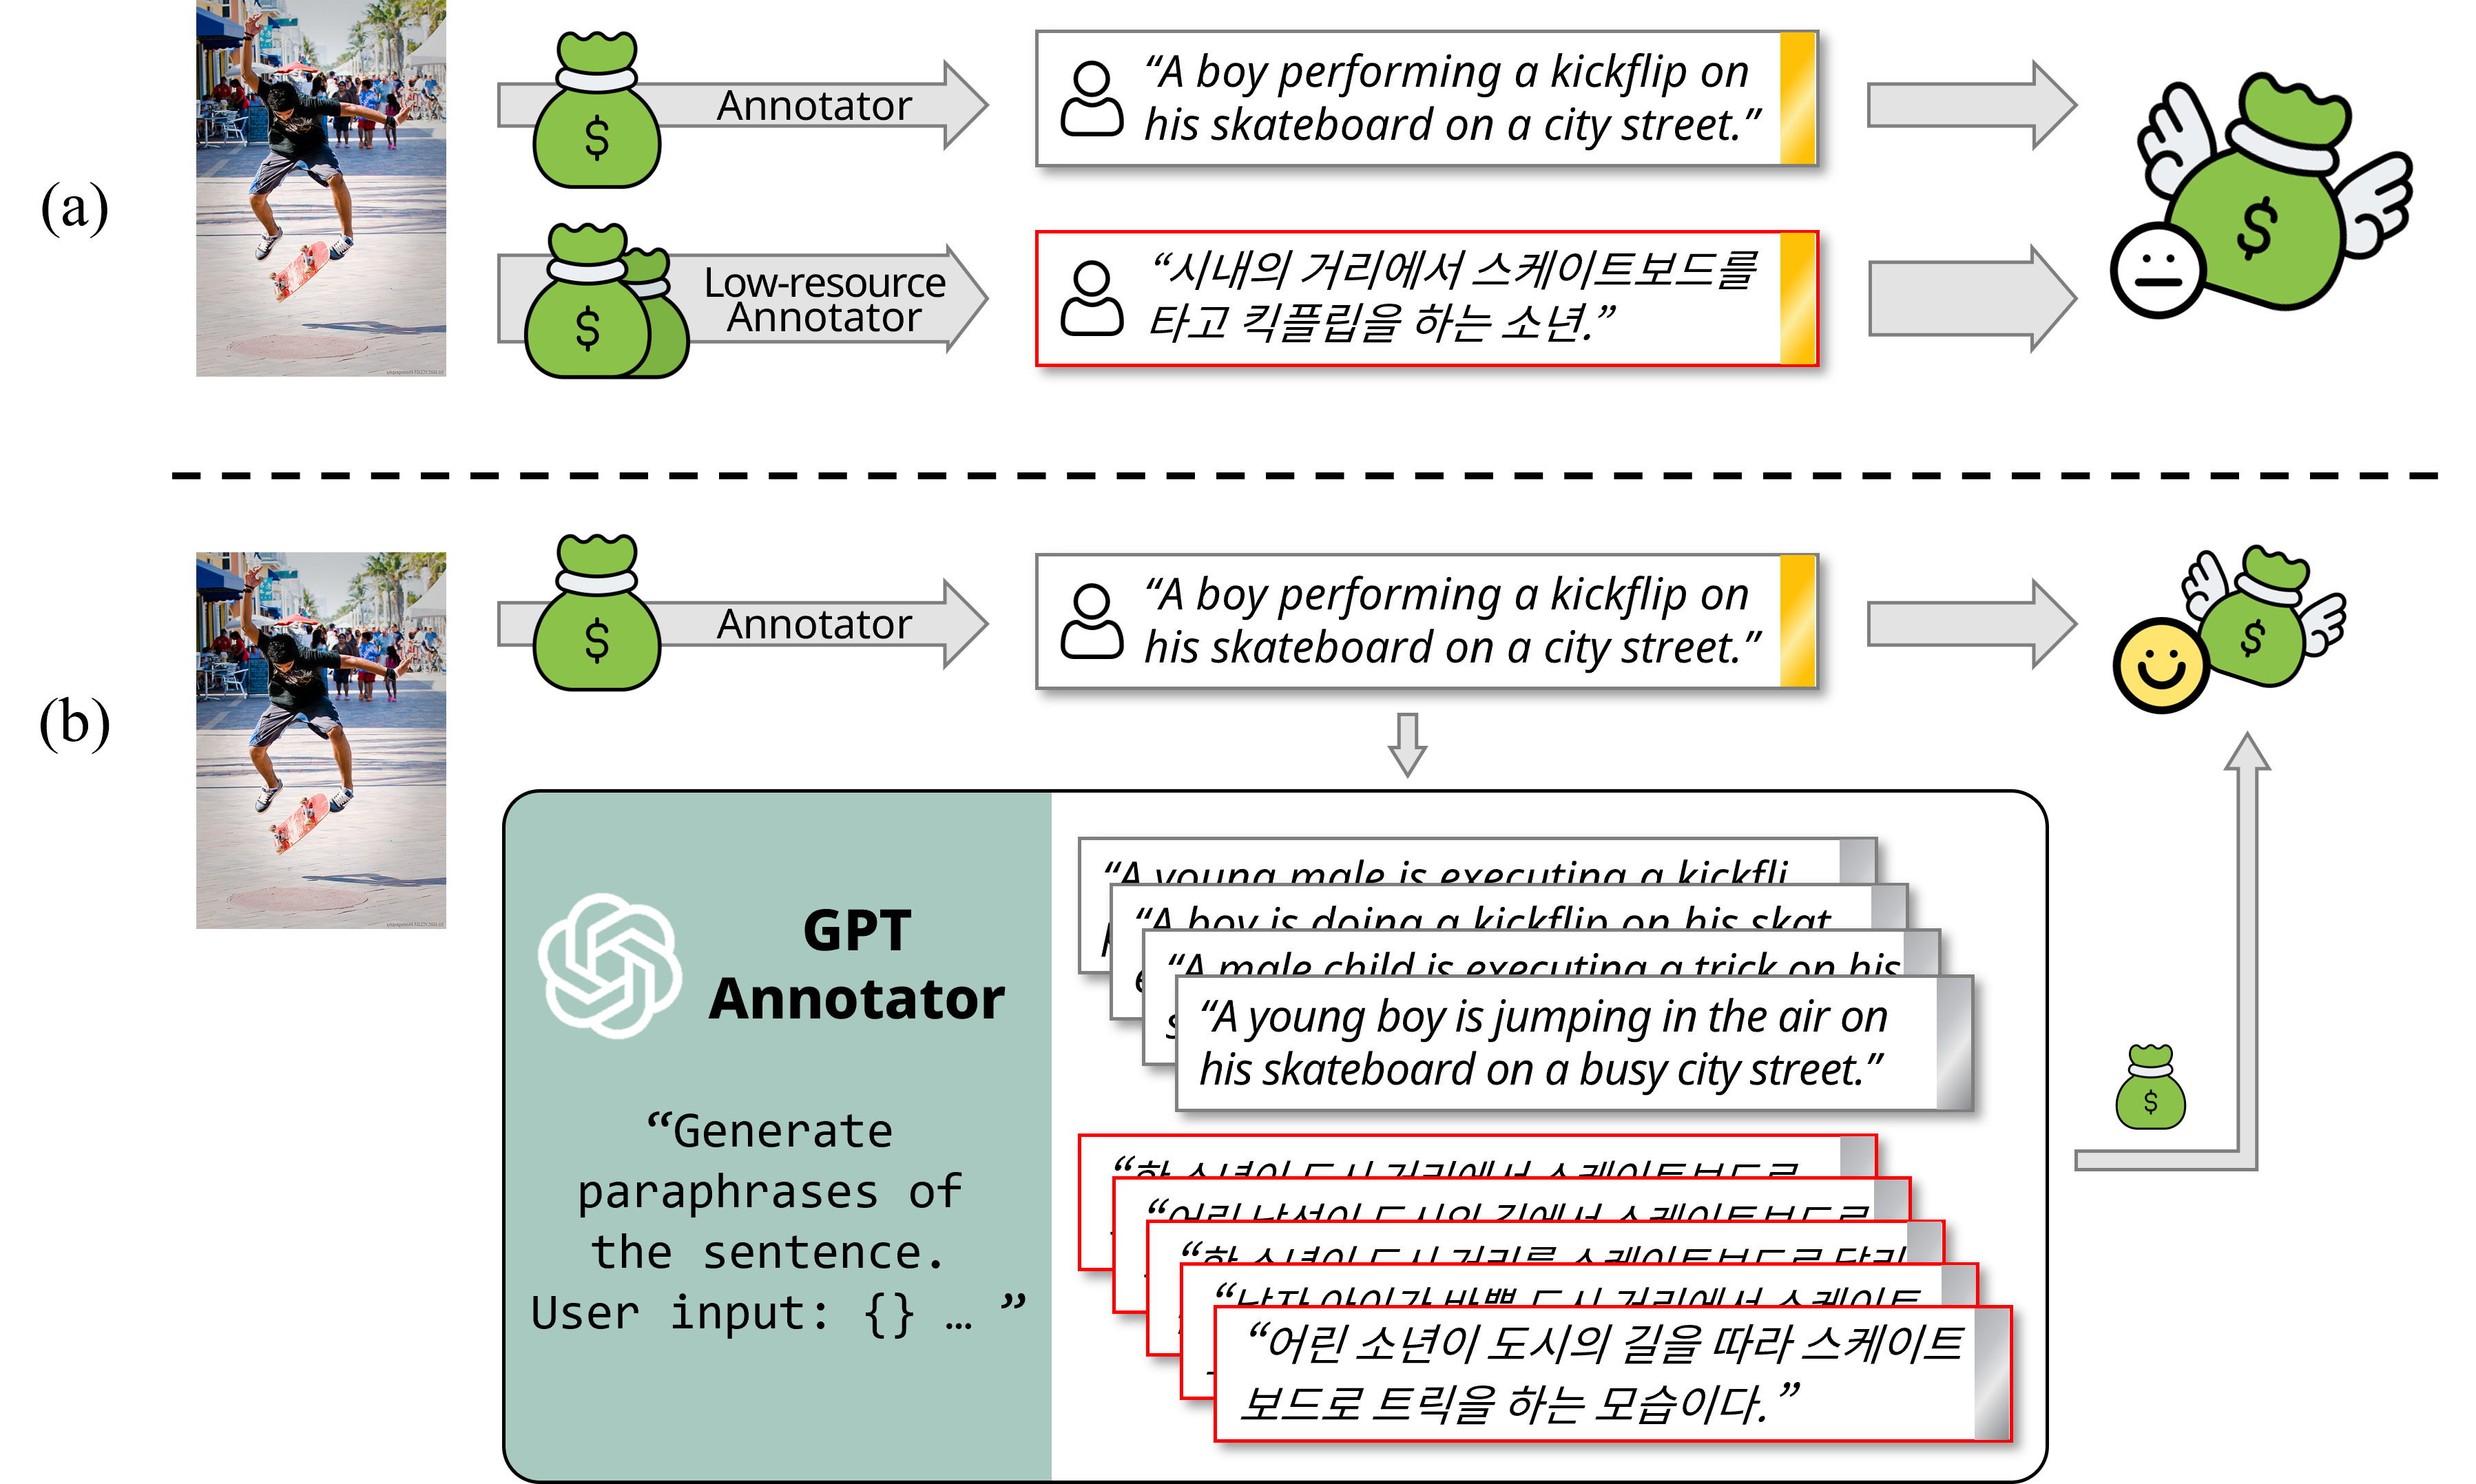 (a)
Annotator
“A boy performing a kickflip on
his skateboard on a city street.”
Low-resource
Annotator
“시내의 거리에서 스케이트보드를
타고 킥플립을 하는 소년.”
(b)
Annotator
“A boy performing a kickflip on
his skateboard on a city street.”
GPT
Annotator
“Generate
paraphrases of
the sentence.
User input: {} … ”
“A young male is executing a kickfli
“A boy is doing a kickflip on his skat
“A male child is executing a trick on his
“A young boy is jumping in the air on
his skateboard on a busy city street.”
“한 소년이 도시 거리에서 스케이트보드로
“어린 남성이 도시의 길에서 스케이트보드로
“한 소년이 도시 거리를 스케이트보드로 달리
“남자 아이가 바쁜 도시 거리에서 스케이트
“어린 소년이 도시의 길을 따라 스케이트
보드로 트릭을 하는 모습이다.”